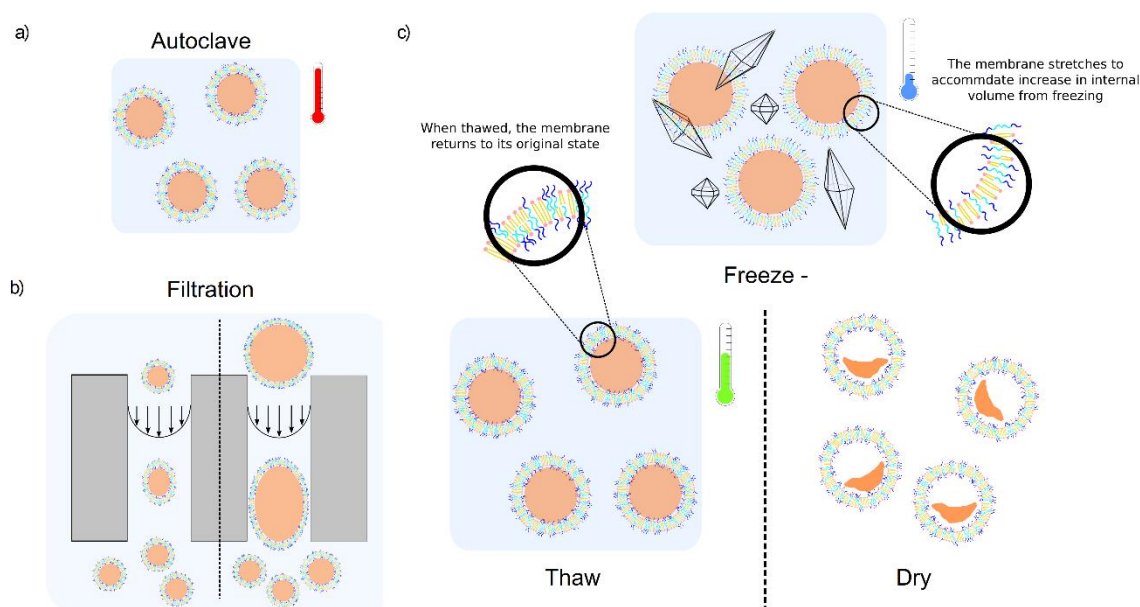 a)
Autoclave
b)
Filtration
c)
The membrane stretches to
accommdate increase in internal
volume from freezing
When thawed, the membrane
returns to its original state
Freeze -
Thaw
Dry